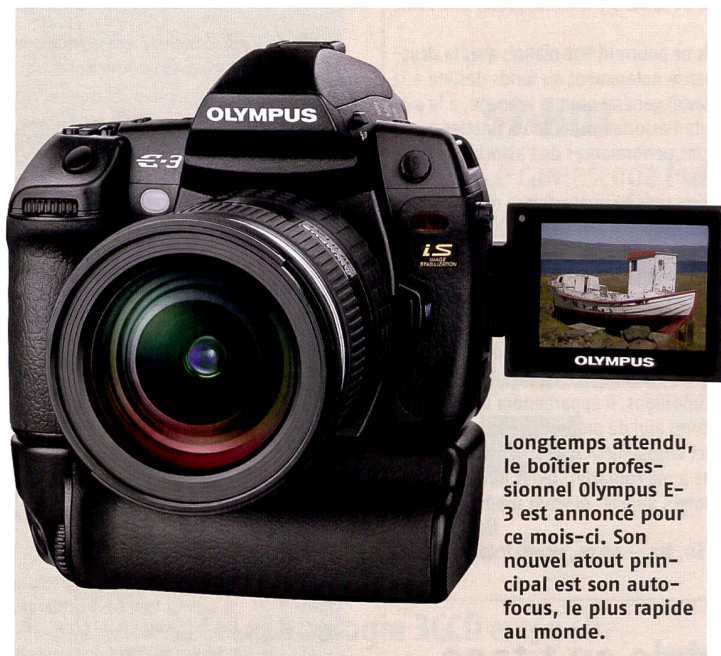 OLYMPUS
E-3
iS
IMAGE
STABILIZATION
OLYMPUS
Longtemps attendu,
le boîtier profes-
sionnel Olympus E-
3 est annoncé pour
ce mois-ci. Son
nouvel atout prin-
cipal est son auto-
focus, le plus rapide
au monde.